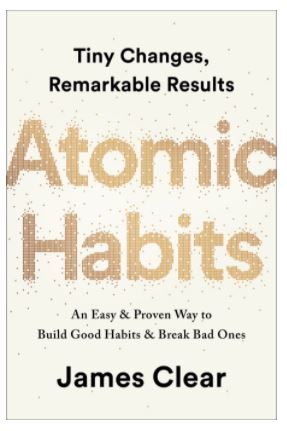 Tiny Changes,
Remarkable Results
Atomic
Habits
An Easy & Proven Way to
Build Good Habits & Break Bad Ones
James Clear